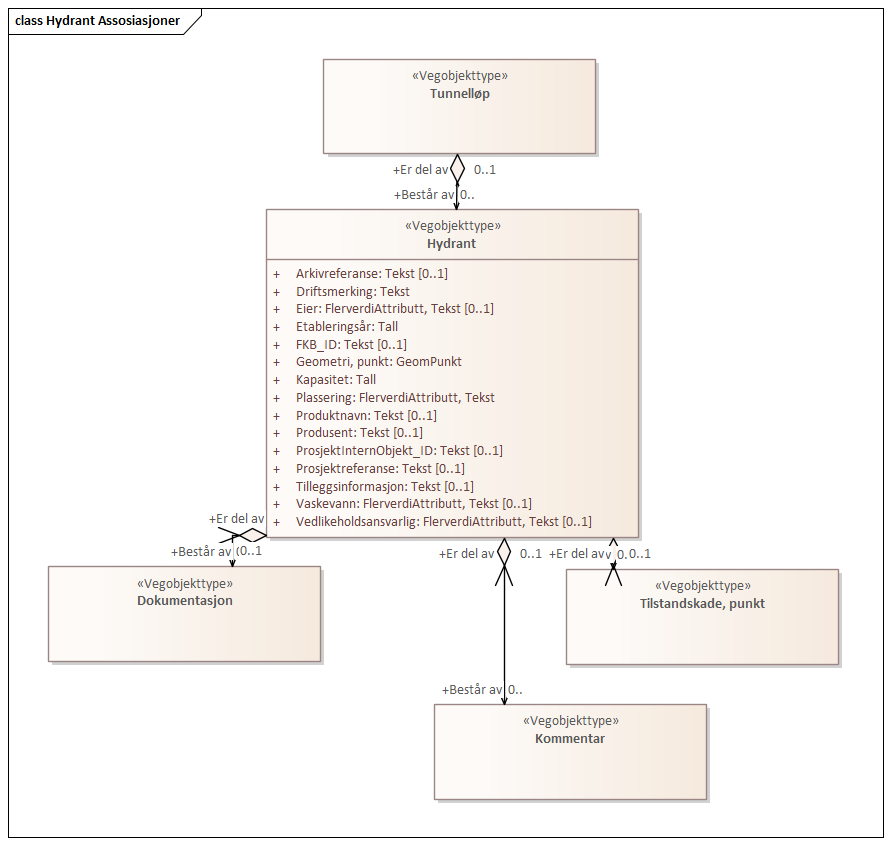 class Hydrant Assosiasjoner
«Vegobjekttype»
Tunnelløp
+Er del av 0..1
+Består av 0..
«Vegobjekttype»
Hydrant
+ Arkivreferanse: Tekst [0..1]
+ Driftsmerking: Tekst
+ Eier: FlerverdiAttributt, Tekst [0..1]
+ Etableringsår: Tall
+ FKB_ID: Tekst [0..1]
+ Geometri, punkt: GeomPunkt
+ Kapasitet: Tall
+ Plassering: FlerverdiAttributt, Tekst
+ Produktnavn: Tekst [0..1]
+ Produsent: Tekst [0..1]
+ ProsjektInternObjekt_ID: Tekst [0..1]
+ Prosjektreferanse: Tekst [0..1]
+ Tilleggsinformasjon: Tekst [0..1]
+ Vaskevann: FlerverdiAttributt, Tekst [0..1]
+ Vedlikeholdsansvarlig: FlerverdiAttributt, Tekst [0..1]
+Er del av
+Består av 0..1
+Er del av 0..1
+Er del av 0..1
«Vegobjekttype»
Dokumentasjon
«Vegobjekttype»
Tilstandskade, punkt
+Består av 0..
«Vegobjekttype»
Kommentar